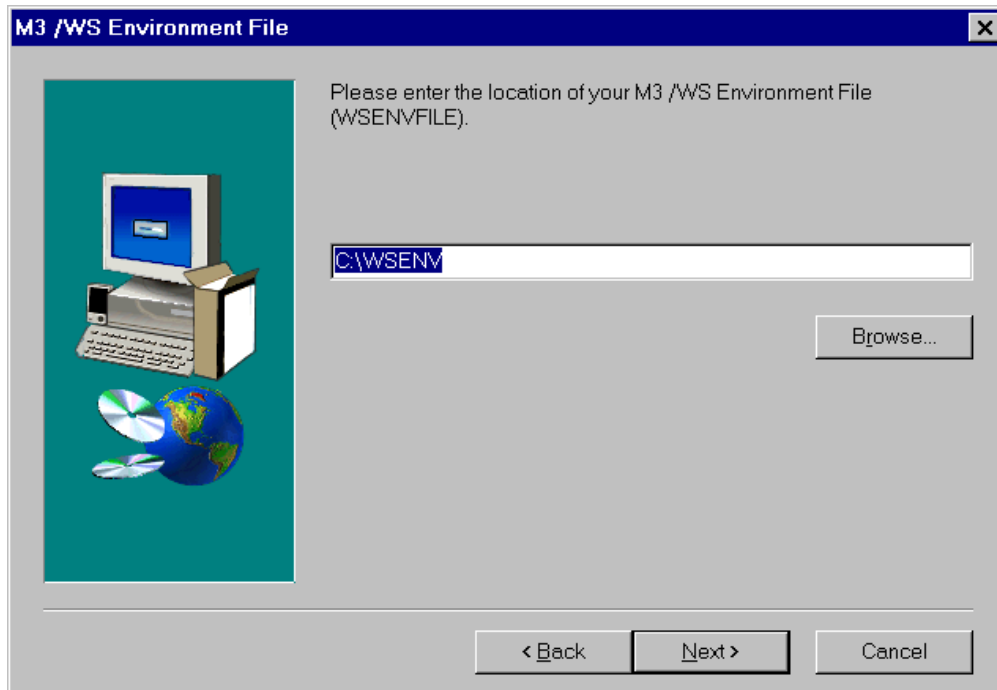 M3 /WS Environment File
Please enter the location of your M3 /WS Environment File
(WSENVFILE).
C:\WSENV
Browse...
< Back
Next >
Cancel